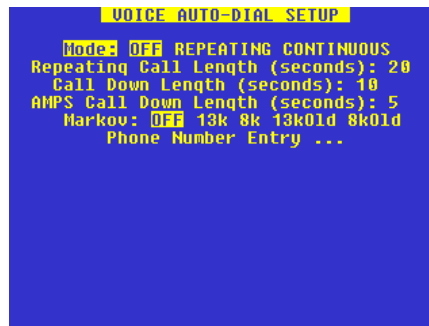 VOICE AUTO-DIAL SETUP
Mode: OFF REPEATING CONTINUOUS
Repeating Call Length (seconds): 20
Call Down Length (seconds): 10
AMPS Call Down Length (seconds): 5
Markov: OFF 13k 8k 13kOld 8kOld
Phone Number Entry ...